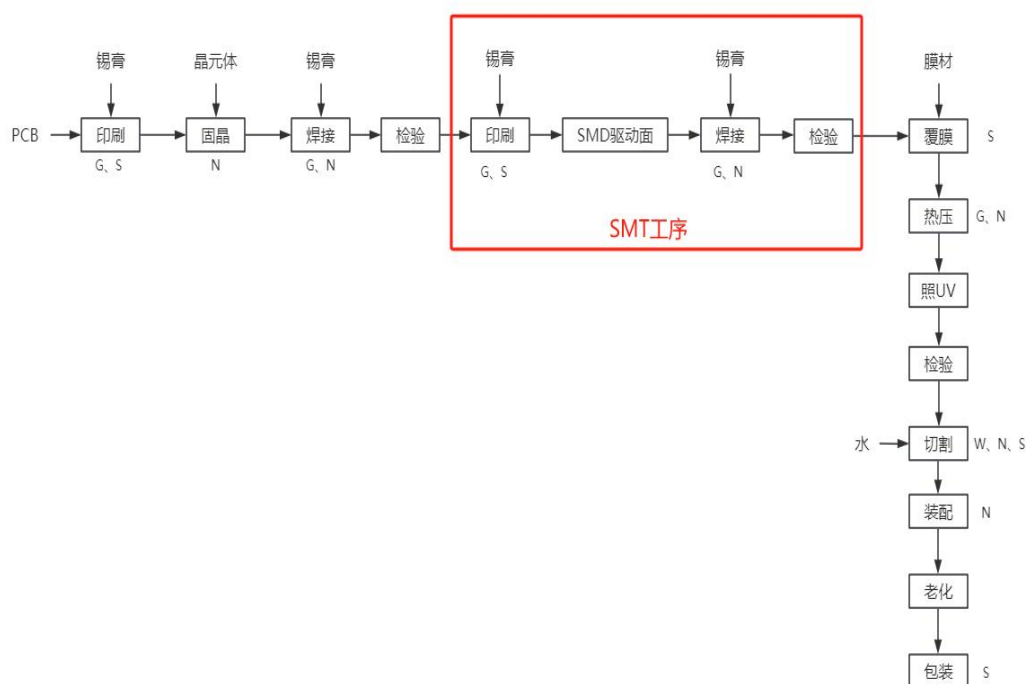 锡膏 晶元体 锡膏 锡膏 锡膏 膜材
PCB 印刷 固晶 焊接 检验 印刷 SMD驱动面 焊接 检验 覆膜 S
G、S N G、N G、S G、N
SMT工序
热压 G、N
照UV
检验
水 切割 W、N、S
装配 N
老化
包装 S